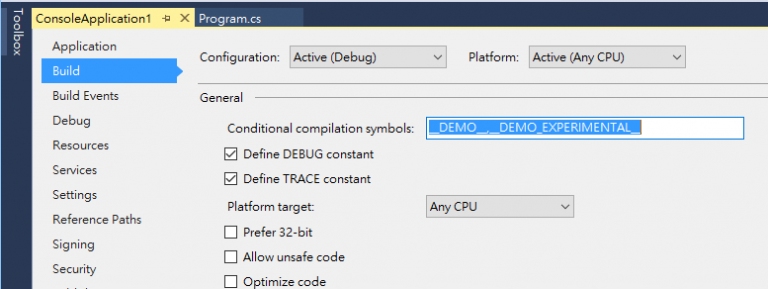 Toolbox
ConsoleApplication1 Program.cs
Application
Configuration: Active (Debug) Platform: Active (Any CPU)
Build
Build Events
General
Debug
Conditional compilation symbols: __DEMO__,__DEMO_EXPERIMENTAL__
Resources
Define DEBUG constant
Services
Define TRACE constant
Settings
Platform target: Any CPU
Reference Paths
Prefer 32-bit
Signing
Allow unsafe code
Security
Optimize code